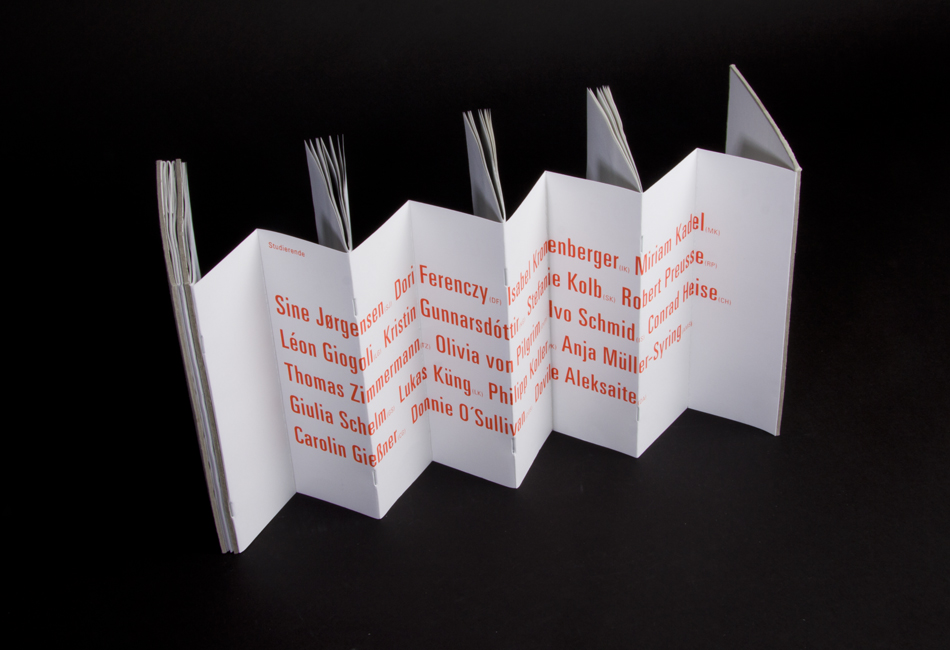 Studierende
Sine Jørgensen Dori Ferenczy (DF) Isabel Kronenberger (IK) Miriam Kadel (MK)
Léon Giogoli Kristin Gunnarsdóttir Stefanie Kolb (SK) Robert Preusse (RP)
Thomas Zimmermann Olivia von Pilgrim Ivo Schmid Conrad Heise (CH)
Giulia Schelm Lukas Küng (LK) Philipp Koller Anja Müller-Syring
Carolin Gießner Donnie O´Sullivan Dovile Aleksaite